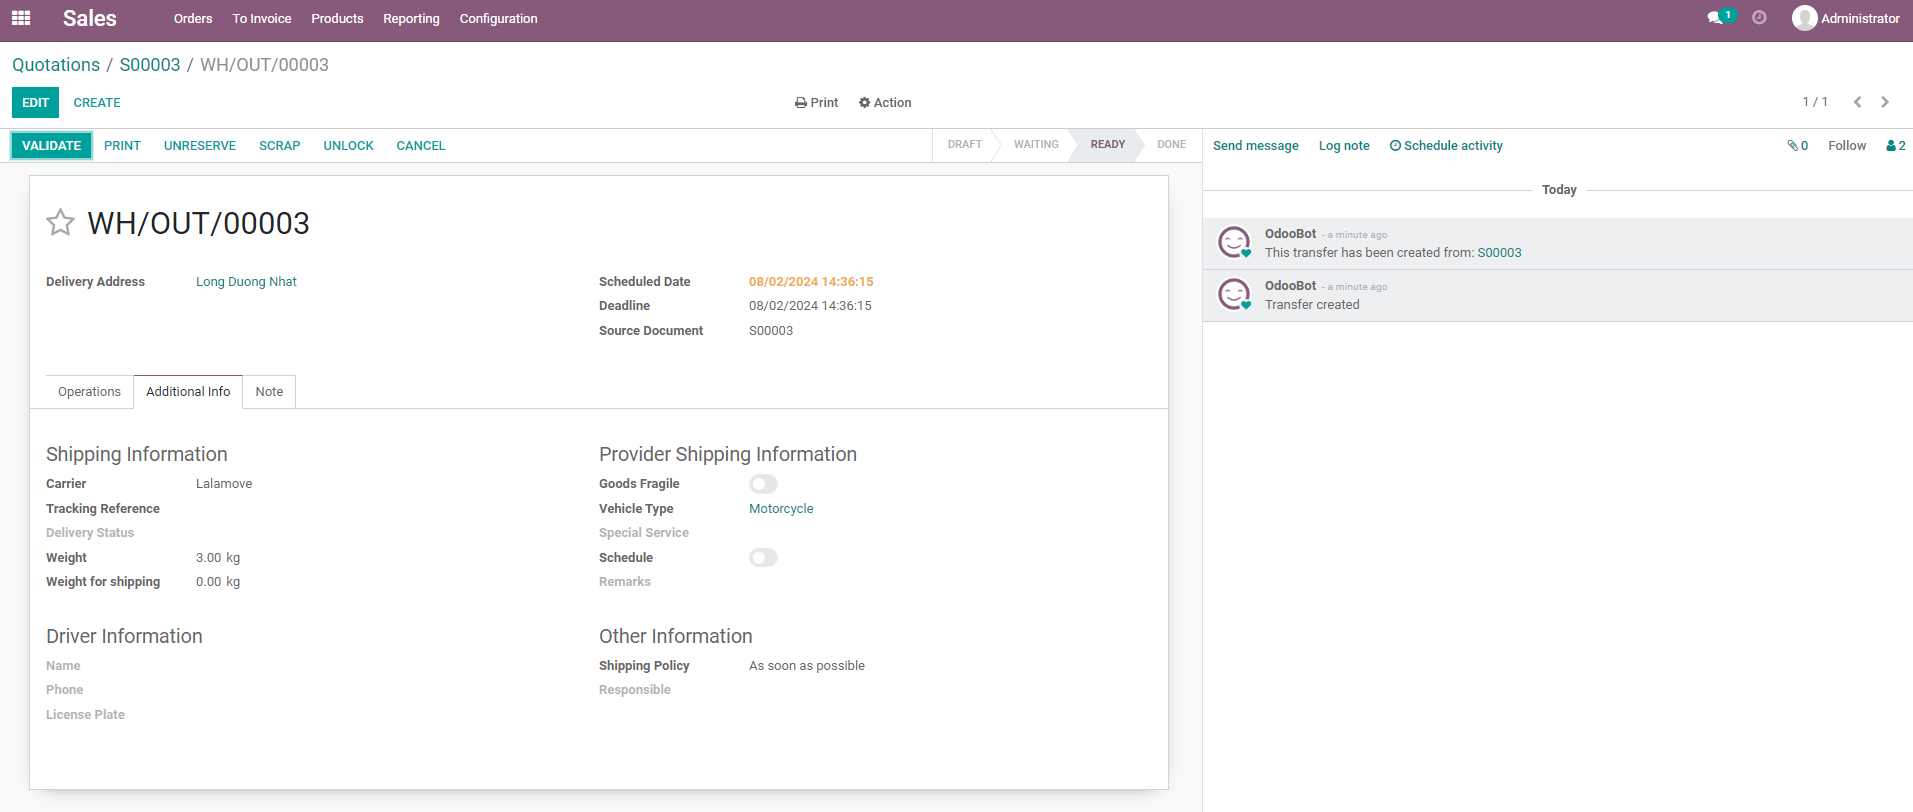 Sales Orders To Invoice Products Reporting Configuration 1 Administrator
Quotations / S00003 / WH/OUT/00003
EDIT CREATE Print Action 1 / 1
VALIDATE PRINT UNRESERVE SCRAP UNLOCK CANCEL DRAFT WAITING READY DONE Send message Log note Schedule activity 0 Follow 2
Today
WH/OUT/00003
OdooBot - a minute ago
This transfer has been created from: S00003
OdooBot - a minute ago
Transfer created
Delivery Address Long Duong Nhat
Scheduled Date 08/02/2024 14:36:15
Deadline 08/02/2024 14:36:15
Source Document S00003
Operations Additional Info Note
Shipping Information
Carrier Lalamove
Tracking Reference
Delivery Status
Weight 3.00 kg
Weight for shipping 0.00 kg
Provider Shipping Information
Goods Fragile
Vehicle Type Motorcycle
Special Service
Schedule
Remarks
Driver Information
Name
Phone
License Plate
Other Information
Shipping Policy As soon as possible
Responsible